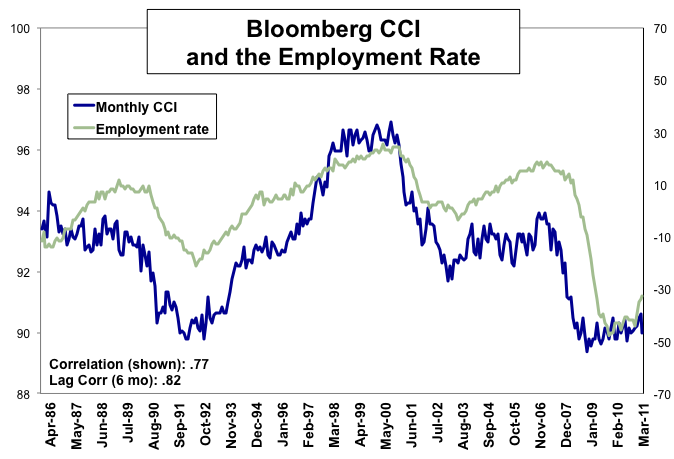 Bloomberg CCI
and the Employment Rate
100
98
96
94
92
90
88
70
50
30
10
-10
-30
-50
-70
Monthly CCI
Employment rate
Correlation (shown): .77
Lag Corr (6 mo): .82
Apr-86
May-87
Jun-88
Jul-89
Aug-90
Sep-91
Oct-92
Nov-93
Dec-94
Jan-96
Feb-97
Mar-98
Apr-99
May-00
Jun-01
Jul-02
Aug-03
Sep-04
Oct-05
Nov-06
Dec-07
Jan-09
Feb-10
Mar-11